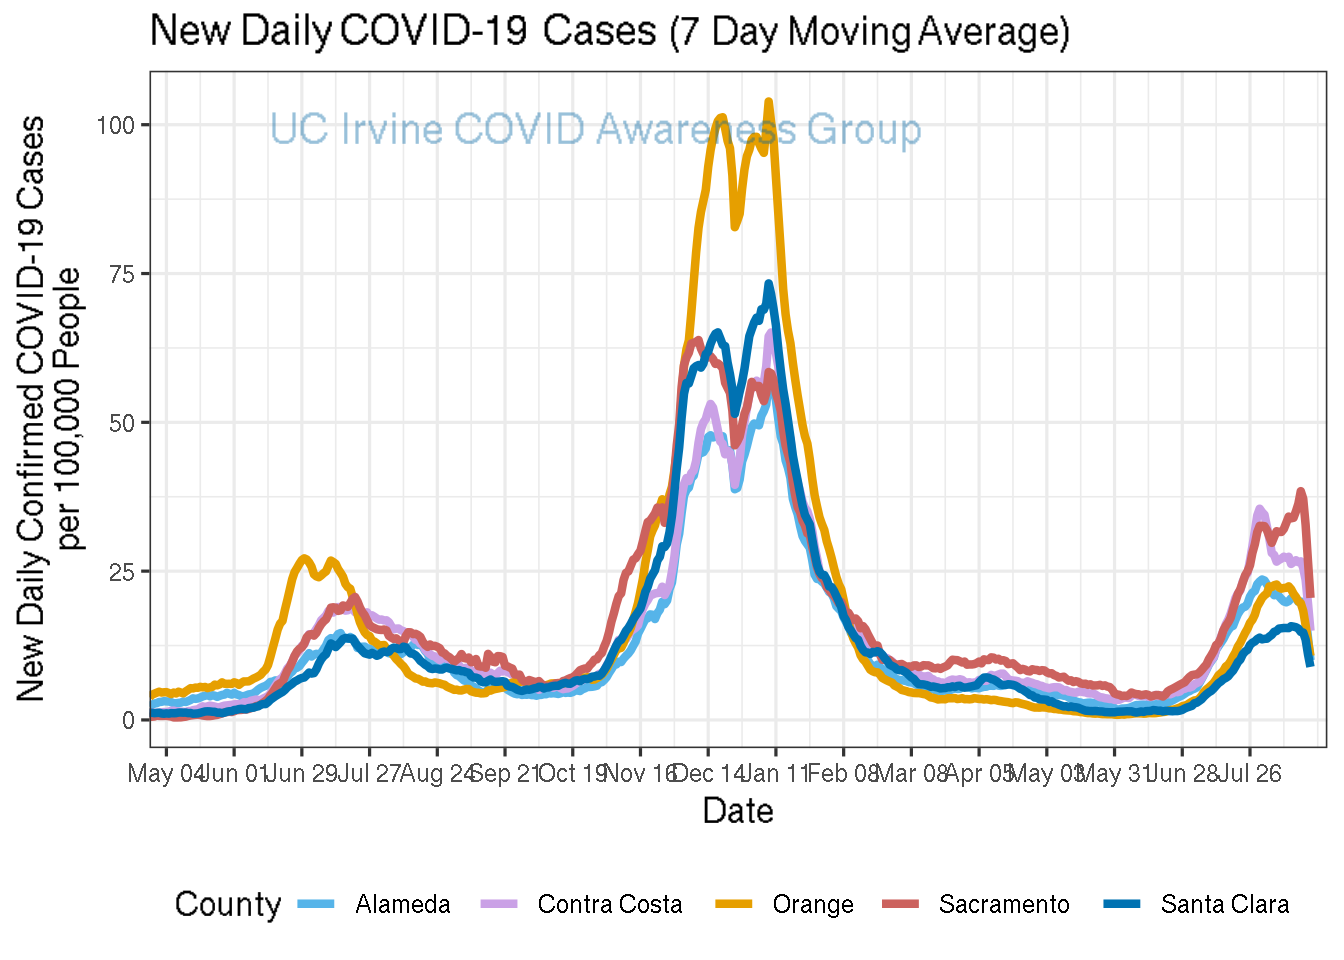 New Daily COVID-19 Cases (7 Day Moving Average)
UC Irvine COVID Awareness Group
New Daily Confirmed COVID-19 Cases
per 100,000 People
100
75
50
25
0
May 04 Jun 01 Jun 29 Jul 27 Aug 24 Sep 21 Oct 19 Nov 16 Dec 14 Jan 11 Feb 08 Mar 08 Apr 05 May 03 May 31 Jun 28 Jul 26
Date
County Alameda Contra Costa Orange Sacramento Santa Clara